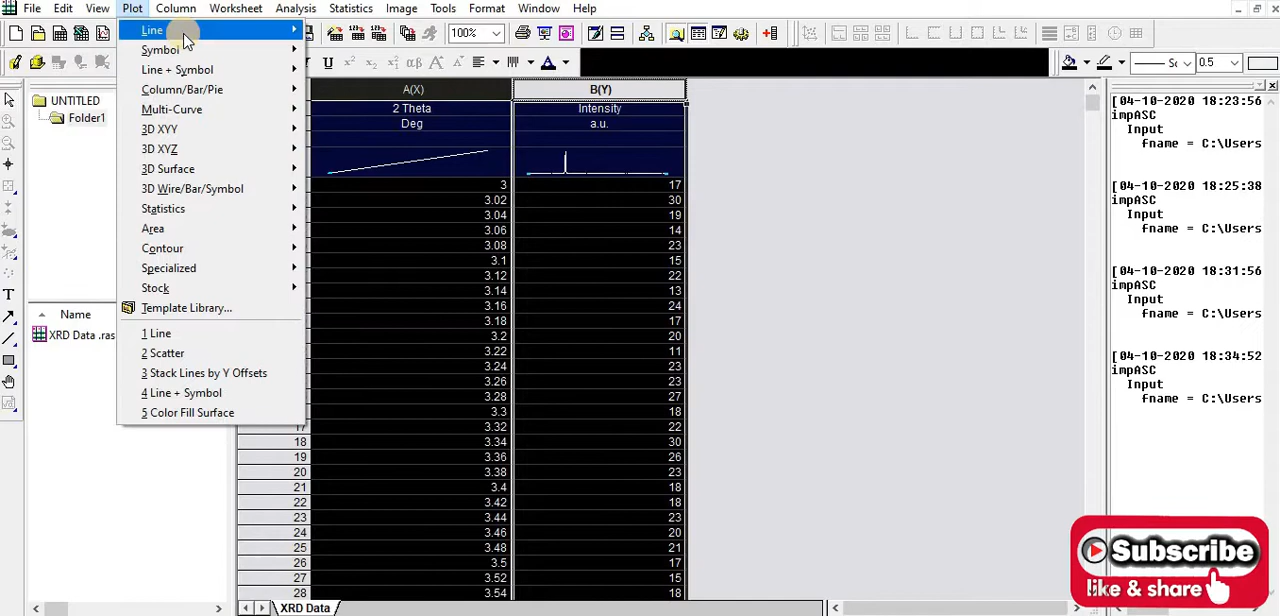 File Edit View Plot Column Worksheet Analysis Statistics Image Tools Format Window Help
100%
0.5
Line
Symbol
Line + Symbol
Column/Bar/Pie
Multi-Curve
3D XYY
3D XYZ
3D Surface
3D Wire/Bar/Symbol
Statistics
Area
Contour
Specialized
Stock
Template Library...
1 Line
2 Scatter
3 Stack Lines by Y Offsets
4 Line + Symbol
5 Color Fill Surface
UNTITLED
Folder1
Name
XRD Data .ras
A(X) B(Y)
2 Theta Intensity
Deg a.u.
3 17
3.02 30
3.04 19
3.06 14
3.08 23
3.1 15
3.12 22
3.14 13
3.16 24
3.18 17
3.2 20
3.22 11
3.24 23
3.26 23
3.28 27
3.3 18
17 3.32 22
18 3.34 30
19 3.36 26
20 3.38 23
21 3.4 18
22 3.42 18
23 3.44 23
24 3.46 20
25 3.48 21
26 3.5 17
27 3.52 15
28 3.54 18
XRD Data
[04-10-2020 18:23:56
impASC
Input
fname = C:\Users
[04-10-2020 18:25:38
impASC
Input
fname = C:\Users
[04-10-2020 18:31:56
impASC
Input
fname = C:\Users
[04-10-2020 18:34:52
impASC
Input
fname = C:\Users
Subscribe
like & share